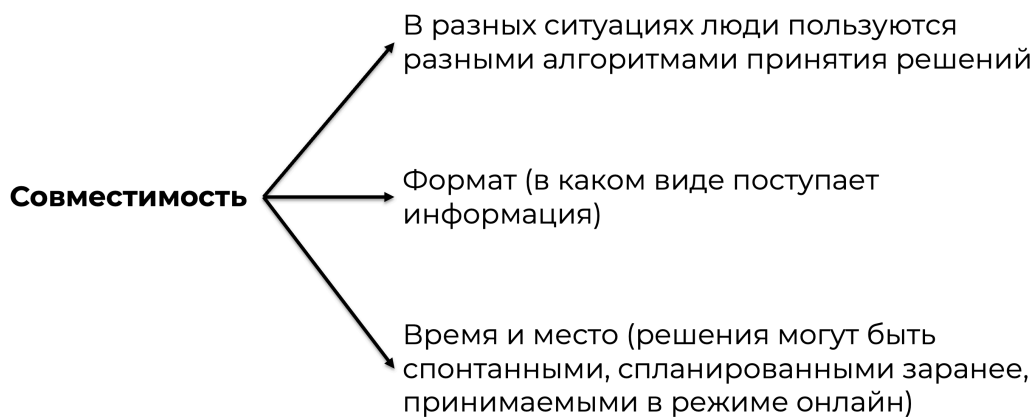 В разных ситуациях люди пользуются
разными алгоритмами принятия решений
Совместимость
Формат (в каком виде поступает
информация)
Время и место (решения могут быть
спонтанными, спланированными заранее,
принимаемыми в режиме онлайн)